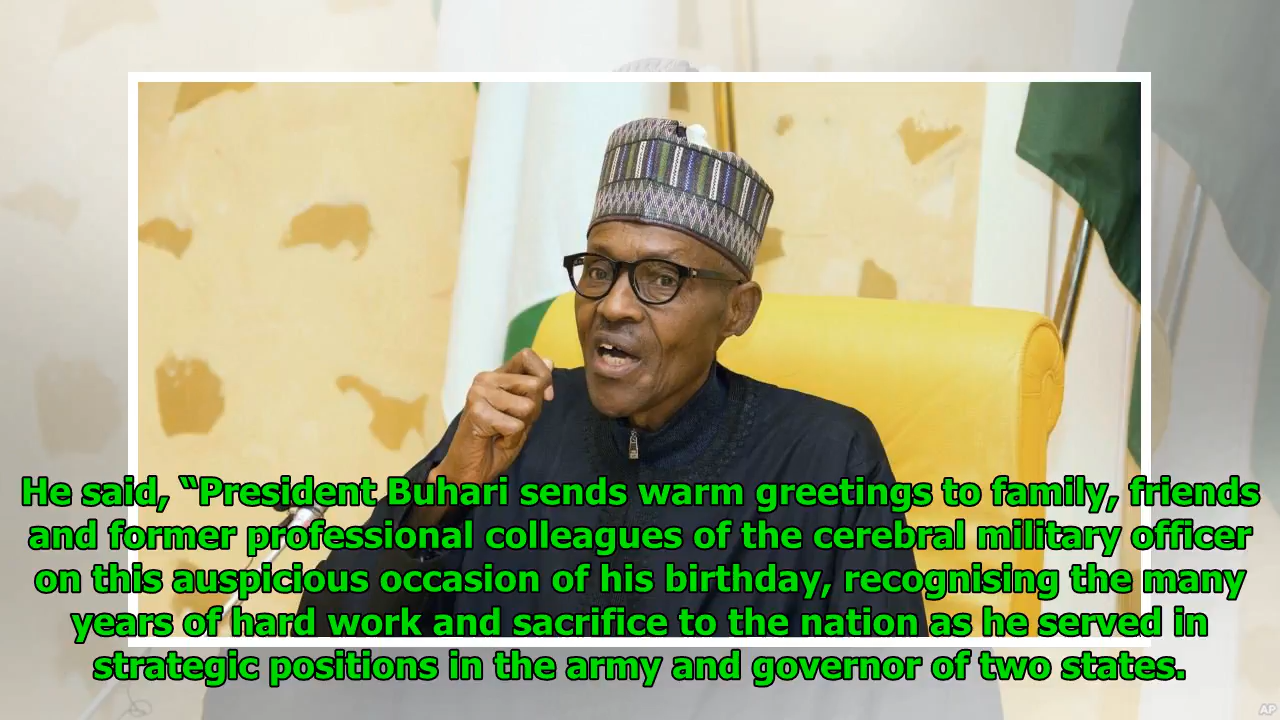 He said, “President Buhari sends warm greetings to family, friends
and former professional colleagues of the cerebral military officer
on this auspicious occasion of his birthday, recognising the many
years of hard work and sacrifice to the nation as he served in
strategic positions in the army and governor of two states.
AP